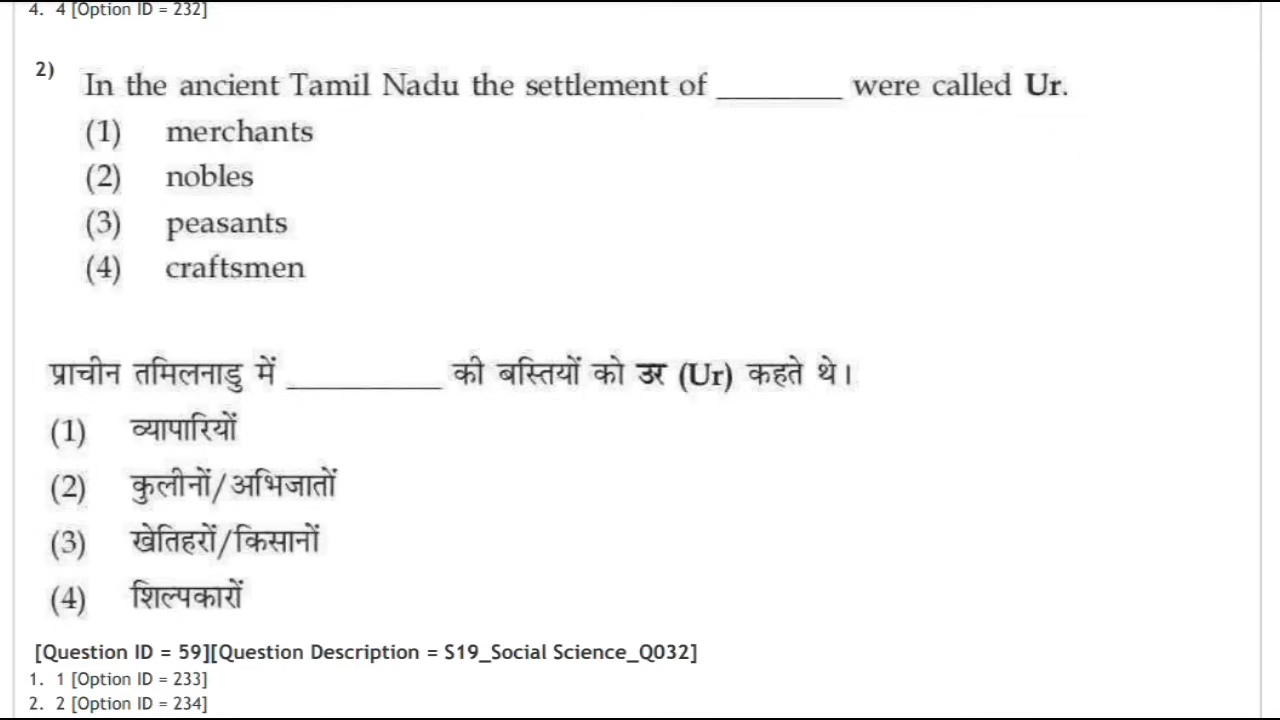 4. 4 [Option ID = 232]
2)
In the ancient Tamil Nadu the settlement of ________ were called Ur.
(1) merchants
(2) nobles
(3) peasants
(4) craftsmen
प्राचीन तमिलनाडु में __________ की बस्तियों को उर (Ur) कहते थे।
(1) व्यापारियों
(2) कुलीनों/अभिजातों
(3) खेतिहरों/किसानों
(4) शिल्पकारों
[Question ID = 59][Question Description = S19_Social Science_Q032]
1. 1 [Option ID = 233]
2. 2 [Option ID = 234]